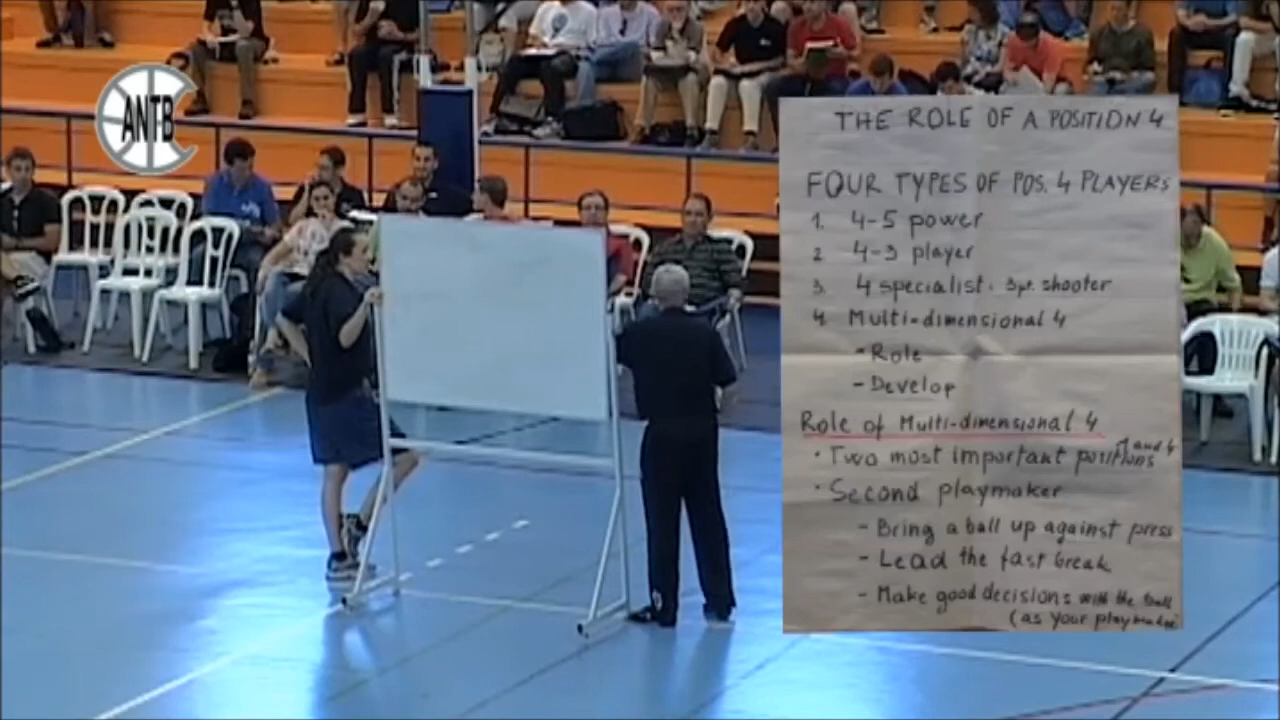 ANTB
THE ROLE OF A POSITION 4
FOUR TYPES OF POS. 4 PLAYERS
1. 4-5 power
2 4-3 player
3. 4 specialist. 3pt. shooter
4. Multi-dimensional 4
- Role
- Develop
Role of Multi-dimensional 4
• Two most important positions 1 and 4
• Second playmaker
- Bring a ball up against press
- Lead the fast break
- Make good decisions with the ball
(as your playmaker)